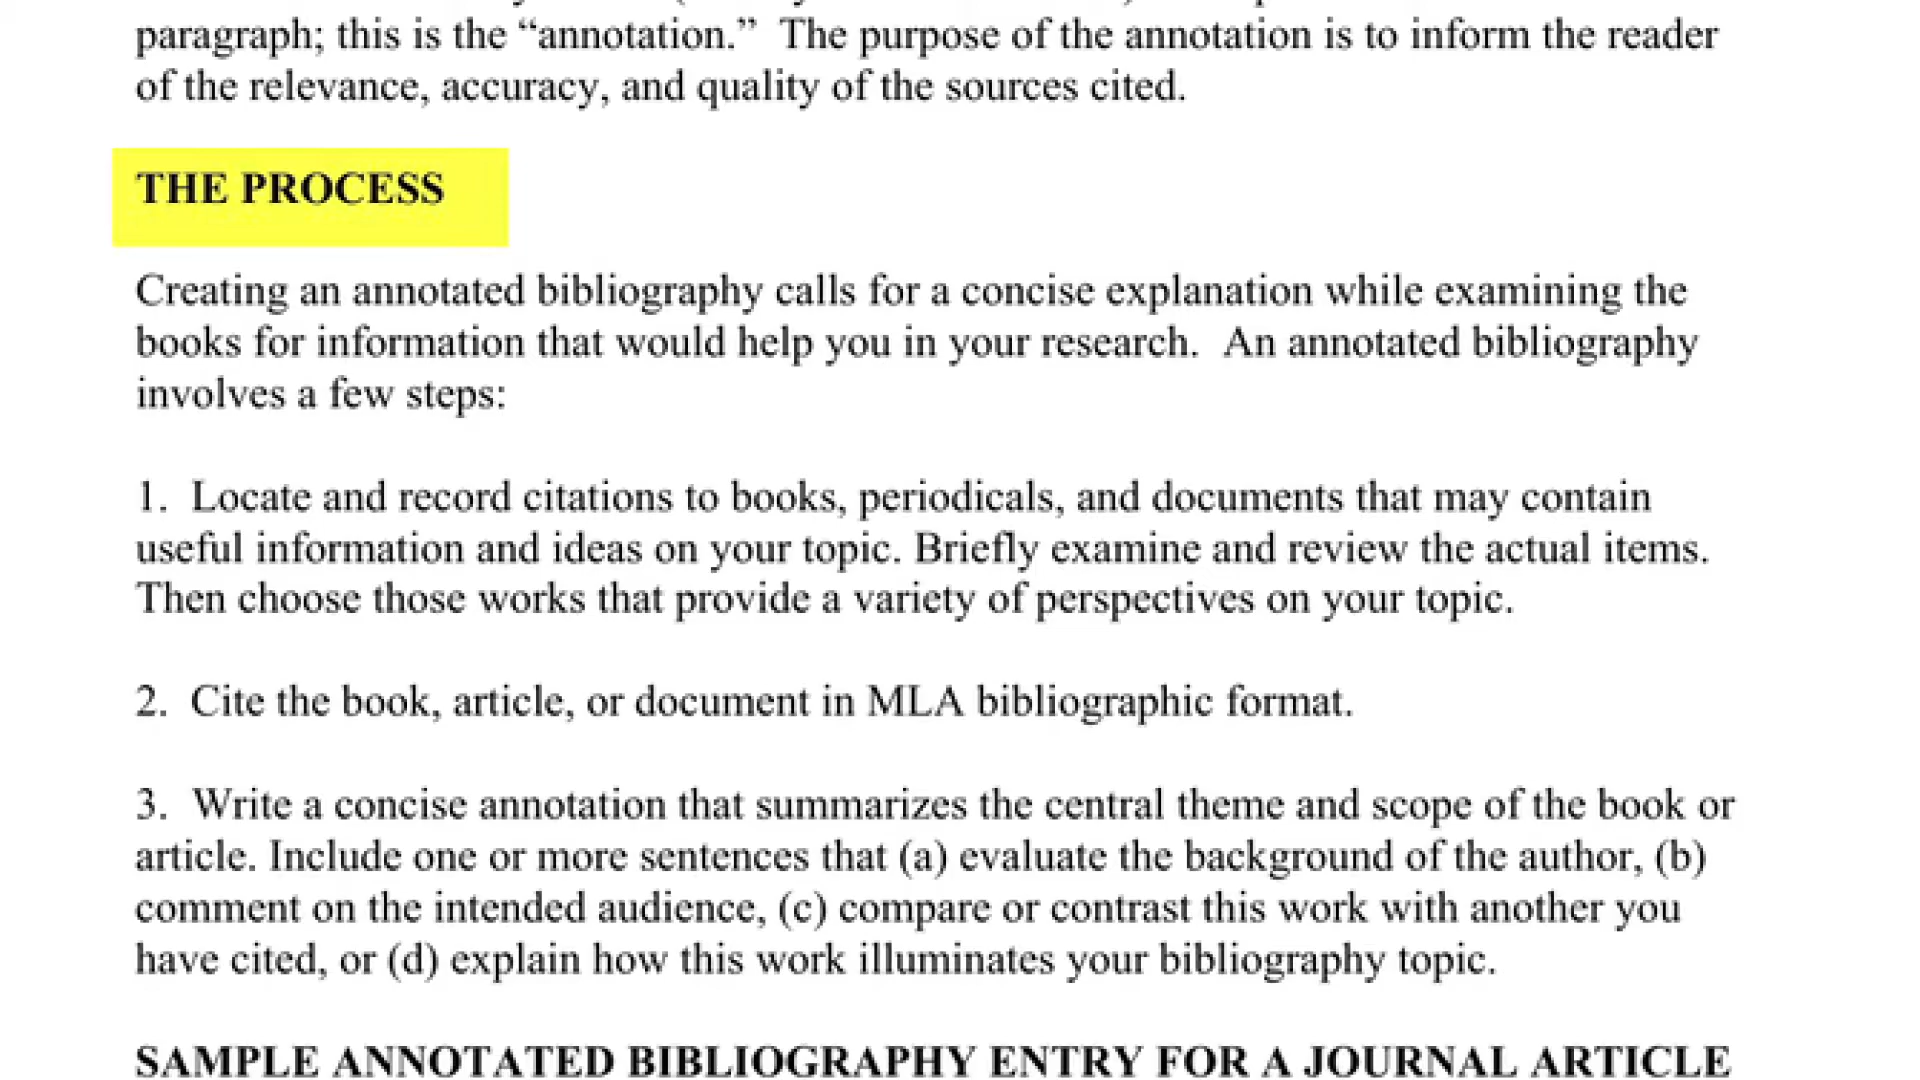 paragraph; this is the “annotation.”  The purpose of the annotation is to inform the reader
of the relevance, accuracy, and quality of the sources cited.
THE PROCESS
Creating an annotated bibliography calls for a concise explanation while examining the
books for information that would help you in your research.  An annotated bibliography
involves a few steps:
1.  Locate and record citations to books, periodicals, and documents that may contain
useful information and ideas on your topic. Briefly examine and review the actual items.
Then choose those works that provide a variety of perspectives on your topic.
2.  Cite the book, article, or document in MLA bibliographic format.
3.  Write a concise annotation that summarizes the central theme and scope of the book or
article. Include one or more sentences that (a) evaluate the background of the author, (b)
comment on the intended audience, (c) compare or contrast this work with another you
have cited, or (d) explain how this work illuminates your bibliography topic.
SAMPLE ANNOTATED BIBLIOGRAPHY ENTRY FOR A JOURNAL ARTICLE